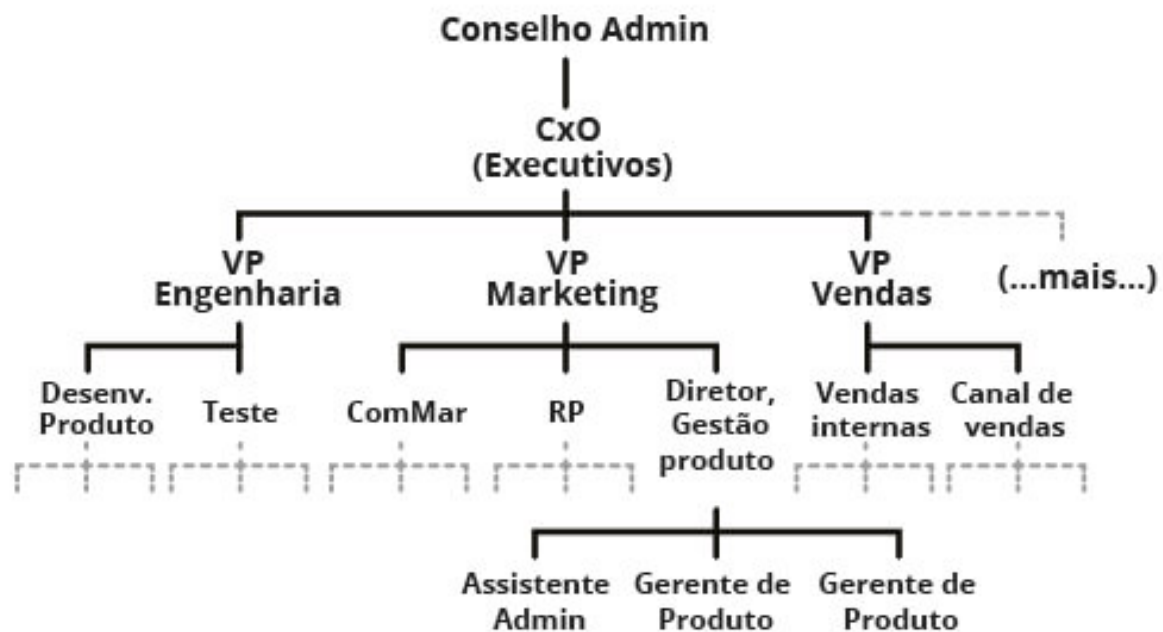 Conselho Admin
CxO
(Executivos)
VP
Engenharia
VP
Marketing
VP
Vendas
(...mais...)
Desenv.
Produto
Teste
ComMar
RP
Diretor,
Gestão
produto
Vendas
internas
Canal de
vendas
Assistente
Admin
Gerente de
Produto
Gerente de
Produto